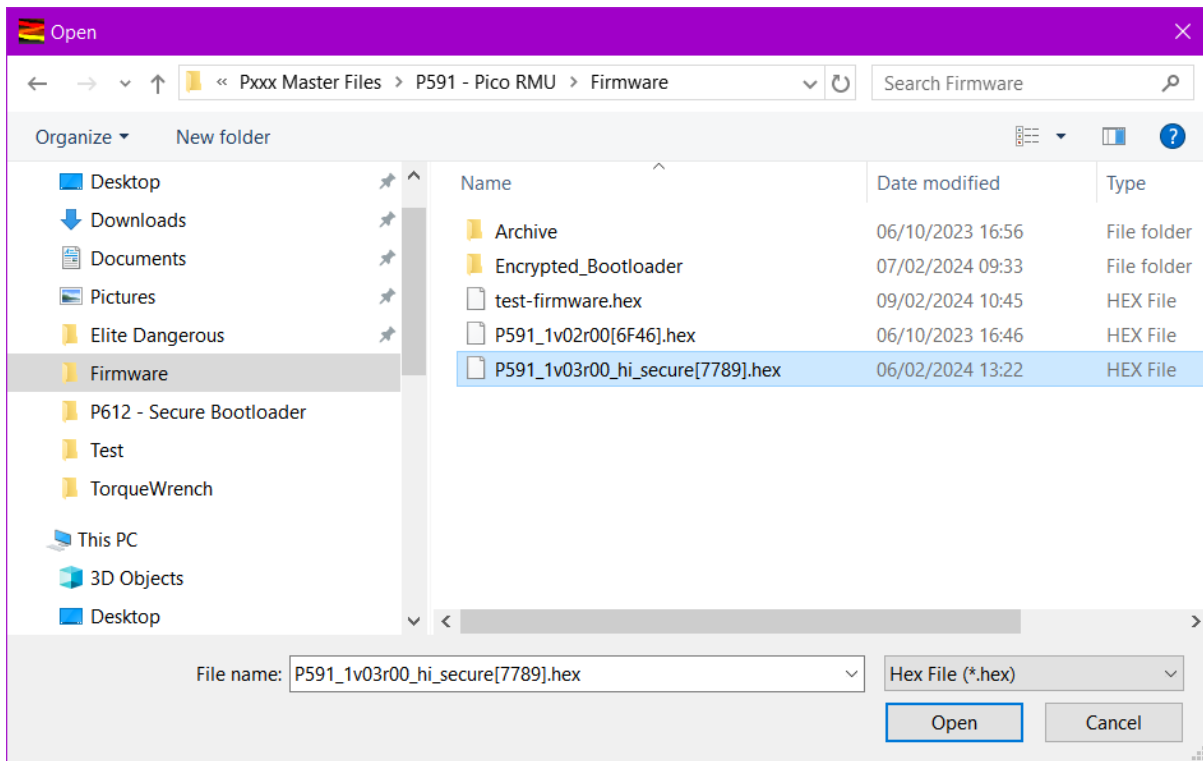 Open
« Pxxx Master Files > P591 - Pico RMU > Firmware
Search Firmware
Organize
New folder
?
Desktop
Downloads
Documents
Pictures
Elite Dangerous
Firmware
P612 - Secure Bootloader
Test
TorqueWrench
This PC
3D Objects
Desktop
Name Date modified Type
Archive 06/10/2023 16:56 File folder
Encrypted_Bootloader 07/02/2024 09:33 File folder
test-firmware.hex 09/02/2024 10:45 HEX File
P591_1v02r00[6F46].hex 06/10/2023 16:46 HEX File
P591_1v03r00_hi_secure[7789].hex 06/02/2024 13:22 HEX File
File name: P591_1v03r00_hi_secure[7789].hex
Hex File (*.hex)
Open
Cancel